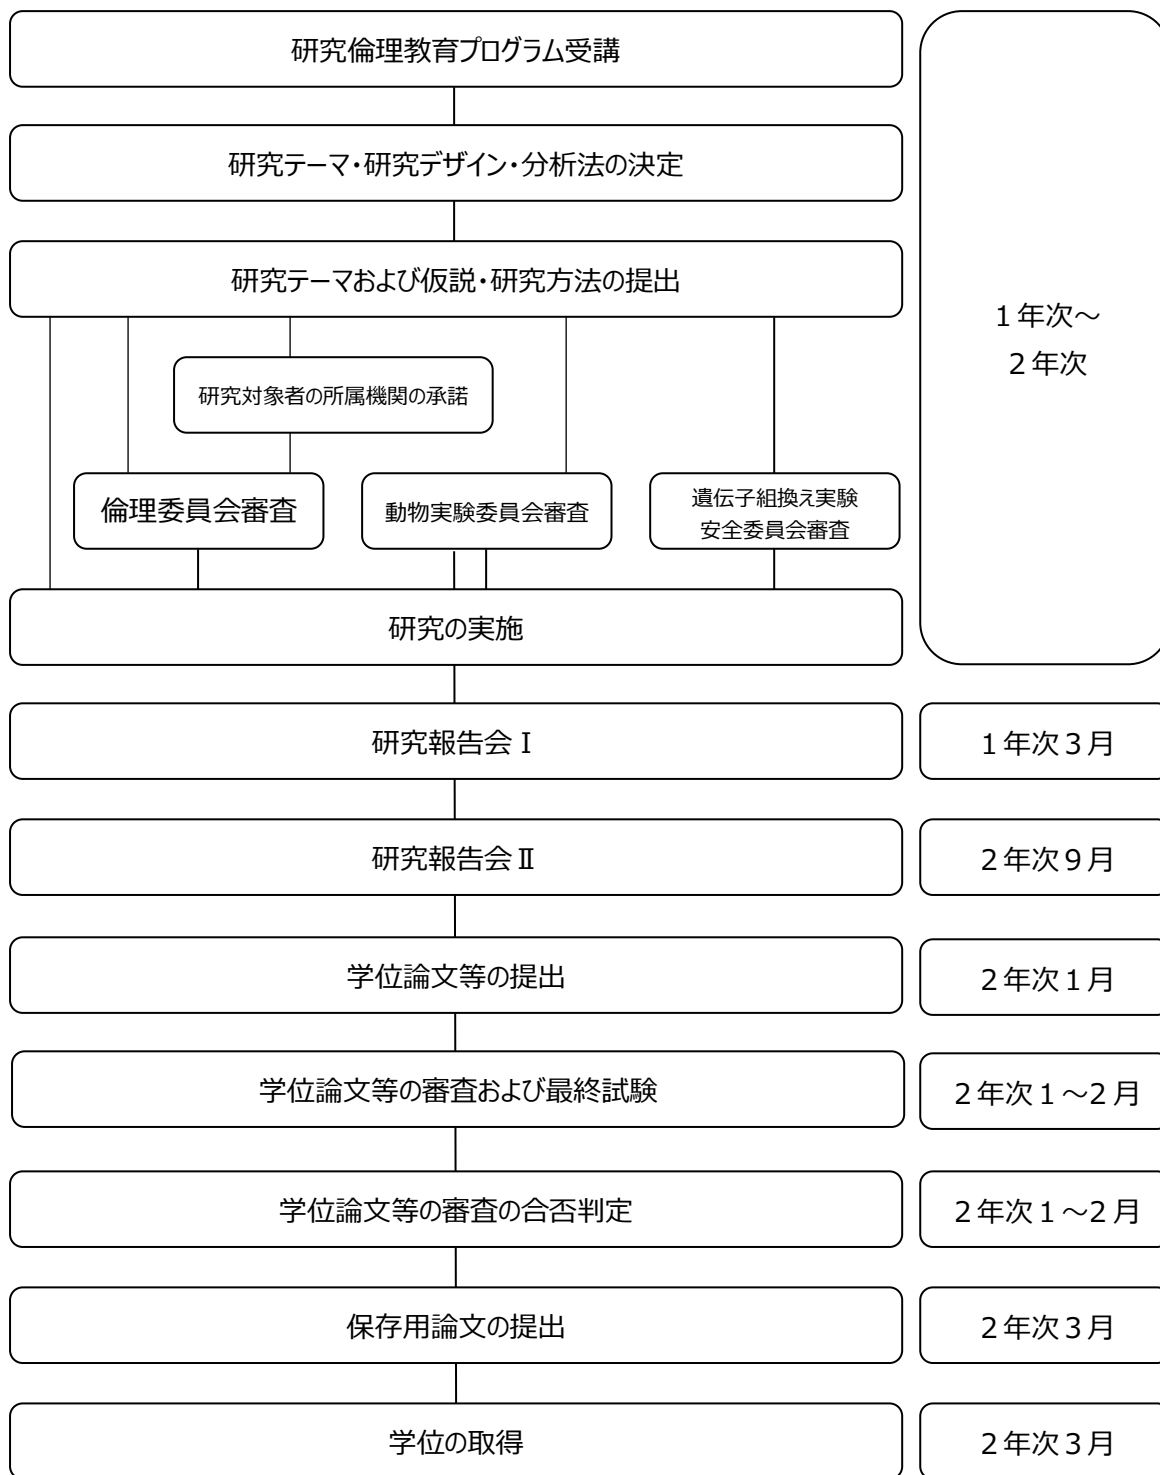 研究倫理教育プログラム受講
研究テーマ・研究デザイン・分析法の決定
研究テーマおよび仮説・研究方法の提出
１年次～
２年次
研究対象者の所属機関の承諾
倫理委員会審査
動物実験委員会審査
遺伝子組換え実験
安全委員会審査
研究の実施
研究報告会Ⅰ
１年次３月
研究報告会Ⅱ
２年次９月
学位論文等の提出
２年次１月
学位論文等の審査および最終試験
２年次１～２月
学位論文等の審査の合否判定
２年次１～２月
保存用論文の提出
２年次３月
学位の取得
２年次３月